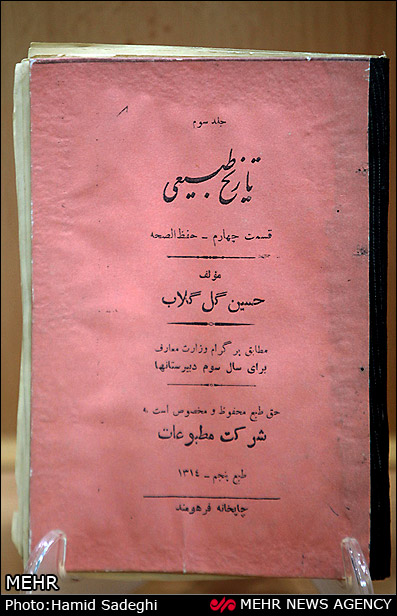 جلد سوم
تاریخ طبیعی
قسمت چهارم - حفظ‌الصحه
مؤلف
حسین گل گلاب
مطابق پرگرام وزارت معارف
برای سال سوم دبیرستانها
حق طبع محفوظ و مخصوص است به
شرکت مطبوعات
طبع پنجم - ۱۳۱٤
چاپخانه فرهومند
MEHR
Photo:Hamid Sadeghi
MEHR NEWS AGENCY